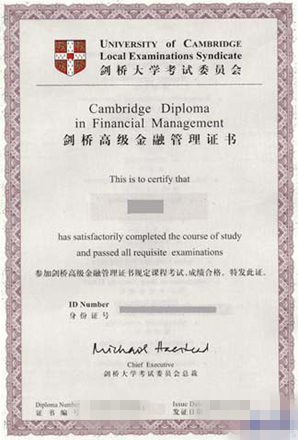 UNIVERSITY of CAMBRIDGE
Local Examinations Syndicate
剑桥大学考试委员会
Cambridge Diploma
in Financial Management
剑桥高级金融管理证书
This is to certify that
has satisfactorily completed the course of study
and passed all requisite examinations
参加剑桥高级金融管理证书规定课程考试、成绩合格，特发此证。
ID Number
身份证号
Michael
Chief Executive
剑桥大学考试委员会总裁
Diploma Number
Issue Date
证书编号
发证日期